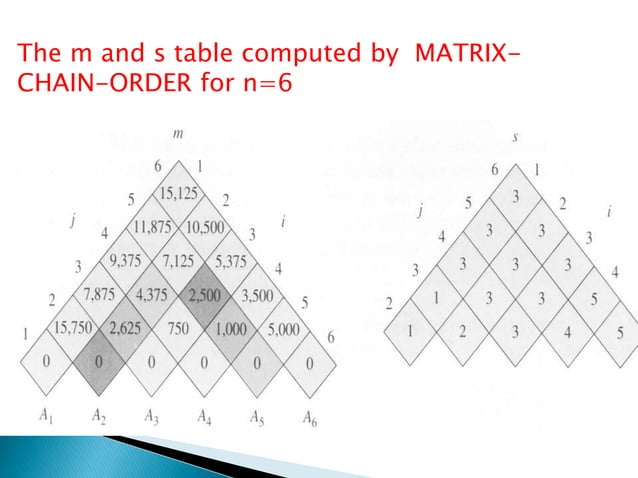 The m and s table computed by MATRIX-
CHAIN-ORDER for n=6
m
6 1
15,125
5 2
11,875 10,500
j 4 3 i
9,375 7,125 5,375
3 4
7,875 4,375 2,500 3,500
2 5
15,750 2,625 750 1,000 5,000
1 6
0 0 0 0 0 0
A1 A2 A3 A4 A5 A6
s
6 1
3
5 2
j 3 3 i
4 3
3 3 3
3 4
1 3 3 5
2 5
1 2 3 4 5